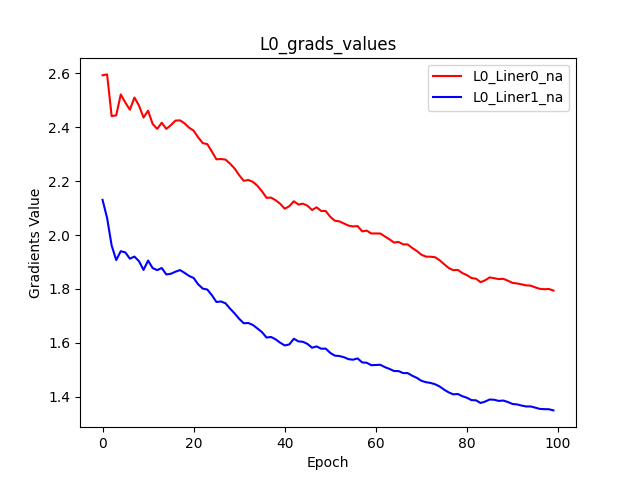 L0_grads_values
L0_Liner0_na
L0_Liner1_na
Gradients Value
2.6
2.4
2.2
2.0
1.8
1.6
1.4
0 20 40 60 80 100
Epoch